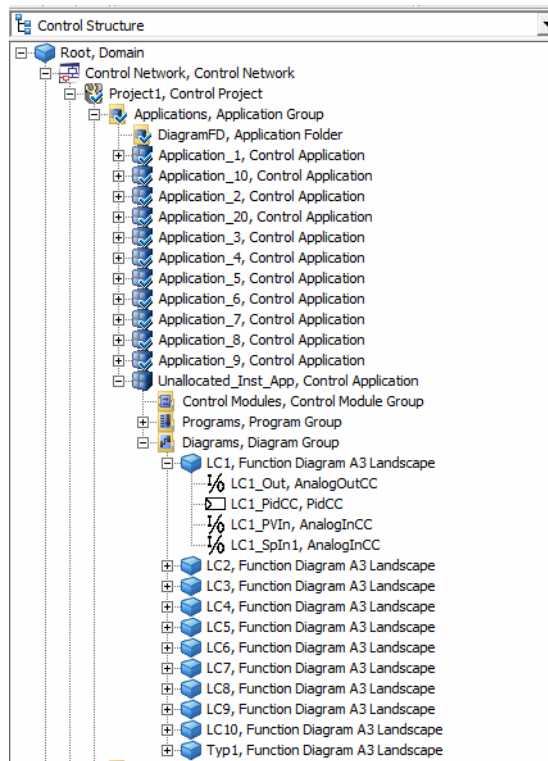 Control Structure
Root, Domain
Control Network, Control Network
Project1, Control Project
Applications, Application Group
DiagramFD, Application Folder
Application_1, Control Application
Application_10, Control Application
Application_2, Control Application
Application_20, Control Application
Application_3, Control Application
Application_4, Control Application
Application_5, Control Application
Application_6, Control Application
Application_7, Control Application
Application_8, Control Application
Application_9, Control Application
Unallocated_Inst_App, Control Application
Control Modules, Control Module Group
Programs, Program Group
Diagrams, Diagram Group
LC1, Function Diagram A3 Landscape
LC1_Out, AnalogOutCC
LC1_PidCC, PidCC
LC1_PVIn, AnalogInCC
LC1_SpIn1, AnalogInCC
LC2, Function Diagram A3 Landscape
LC3, Function Diagram A3 Landscape
LC4, Function Diagram A3 Landscape
LC5, Function Diagram A3 Landscape
LC6, Function Diagram A3 Landscape
LC7, Function Diagram A3 Landscape
LC8, Function Diagram A3 Landscape
LC9, Function Diagram A3 Landscape
LC10, Function Diagram A3 Landscape
Typ1, Function Diagram A3 Landscape